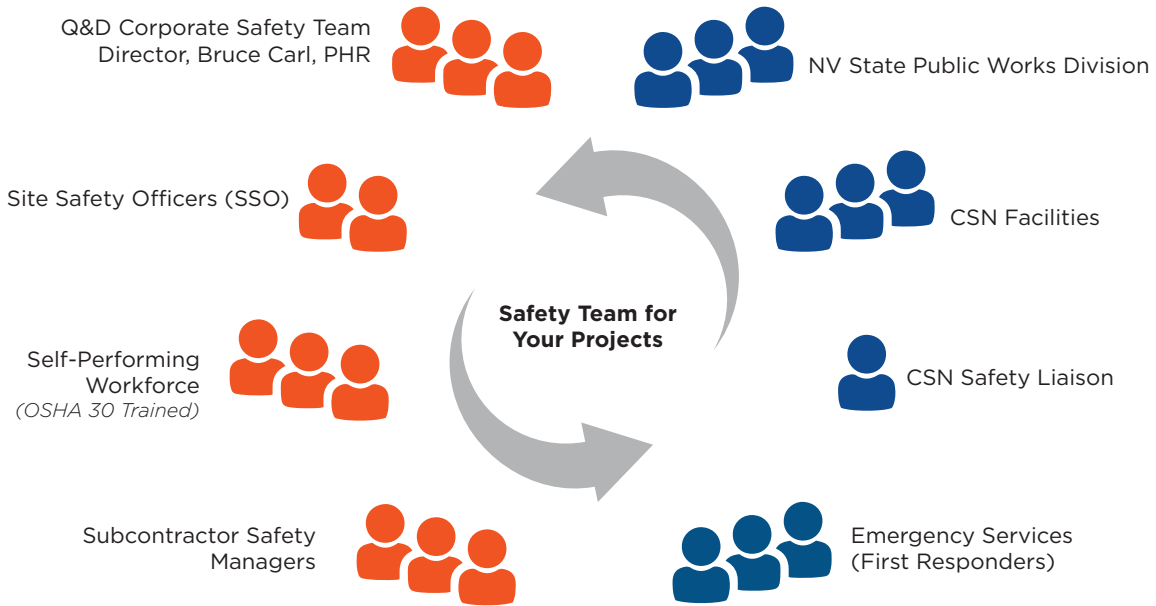 Q&D Corporate Safety Team
Director, Bruce Carl, PHR
NV State Public Works Division
Site Safety Officers (SSO)
CSN Facilities
Safety Team for
Your Projects
Self-Performing
Workforce
(OSHA 30 Trained)
CSN Safety Liaison
Subcontractor Safety
Managers
Emergency Services
(First Responders)